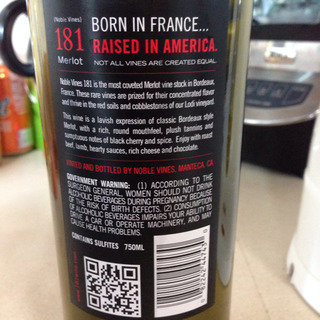 [Noble Vines]
181
Merlot
BORN IN FRANCE...
RAISED IN AMERICA.
NOT ALL VINES ARE CREATED EQUAL.
Noble Vines 181 is the most coveted Merlot vine stock in Bordeaux,
France. These rare vines are prized for their concentrated flavor
and thrive in the red soils and cobblestones of our Lodi vineyard.
This wine is a lavish expression of classic Bordeaux style
Merlot, with a rich, round mouthfeel, plush tannins and
sumptuous notes of black cherry and spice. Enjoy with roast
beef, lamb, hearty sauces, rich cheese and chocolate.
VINTED AND BOTTLED BY NOBLE VINES, MANTECA, CA
GOVERNMENT WARNING: (1) ACCORDING TO THE
SURGEON GENERAL, WOMEN SHOULD NOT DRINK
ALCOHOLIC BEVERAGES DURING PREGNANCY BECAUSE
OF THE RISK OF BIRTH DEFECTS. (2) CONSUMPTION
OF ALCOHOLIC BEVERAGES IMPAIRS YOUR ABILITY TO
DRIVE A CAR OR OPERATE MACHINERY, AND MAY
CAUSE HEALTH PROBLEMS.
CONTAINS SULFITES 750ML